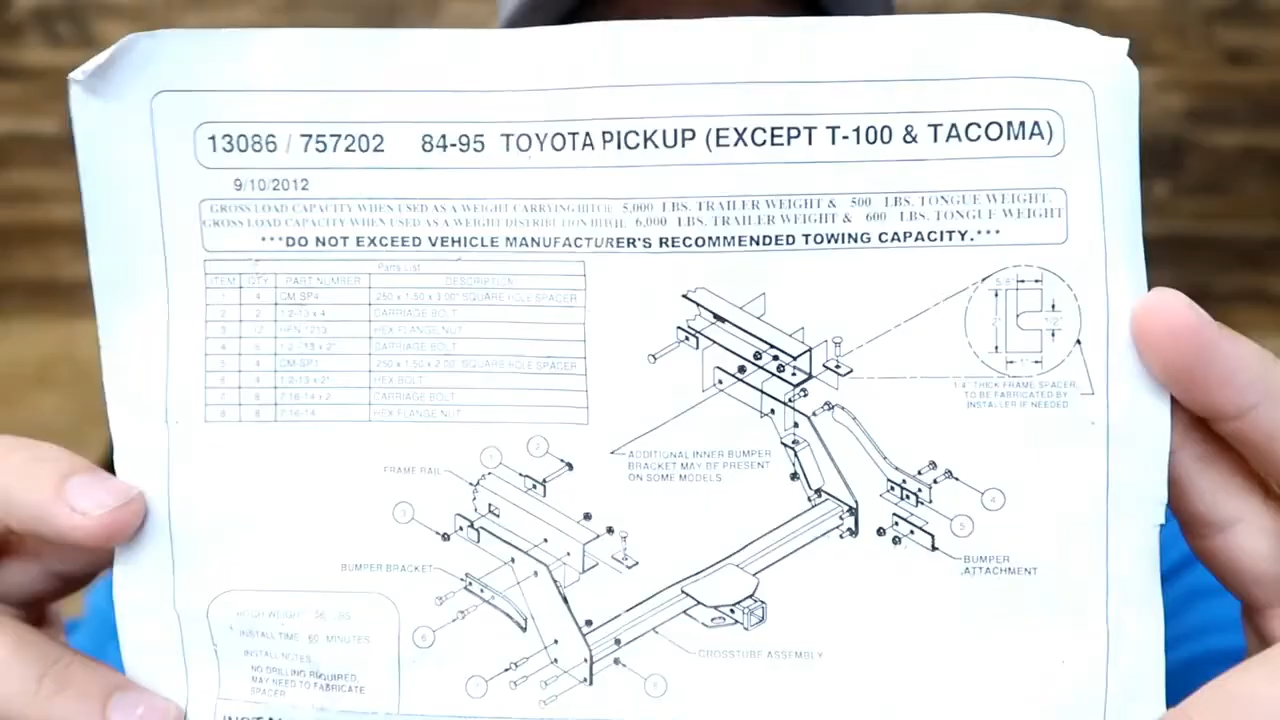 13086 / 757202 84-95 TOYOTA PICKUP (EXCEPT T-100 & TACOMA)
9/10/2012
GROSS LOAD CAPACITY WHEN USED AS A WEIGHT CARRYING HITCH: 5,000 LBS. TRAILER WEIGHT & 500 LBS. TONGUE WEIGHT.
GROSS LOAD CAPACITY WHEN USED AS A WEIGHT DISTRIBUTION HITCH: 6,000 LBS. TRAILER WEIGHT & 600 LBS. TONGUE WEIGHT
***DO NOT EXCEED VEHICLE MANUFACTURER'S RECOMMENDED TOWING CAPACITY.***
Parts List
ITEM QTY PART NUMBER DESCRIPTION
1 4 CM-SP4 .250 x 1.50 x 3.00" SQUARE HOLE SPACER
2 2 1/2-13 x 4 CARRIAGE BOLT
3 12 HFN 1213 HEX FLANGE NUT
4 CARRIAGE BOLT
5 4 CM-SP1 .250 x 1.50 x 2.00" SQUARE HOLE SPACER
6 4 1/2-13 x 2" HEX BOLT
7 8 7/16-14 x 2 CARRIAGE BOLT
8 8 7/16-14 HEX FLANGE NUT
5/8"
2"
1/2"
1"
1/4" THICK FRAME SPACER
TO BE FABRICATED BY
INSTALLER IF NEEDED
ADDITIONAL INNER BUMPER
BRACKET MAY BE PRESENT
ON SOME MODELS
2
1
FRAME RAIL
4
3
5
BUMPER
ATTACHMENT
BUMPER BRACKET
6
CROSSTUBE ASSEMBLY
HITCH WEIGHT: 56 LBS
INSTALL TIME: 60 MINUTES
INSTALL NOTES:
NO DRILLING REQUIRED.
MAY NEED TO FABRICATE
SPACER